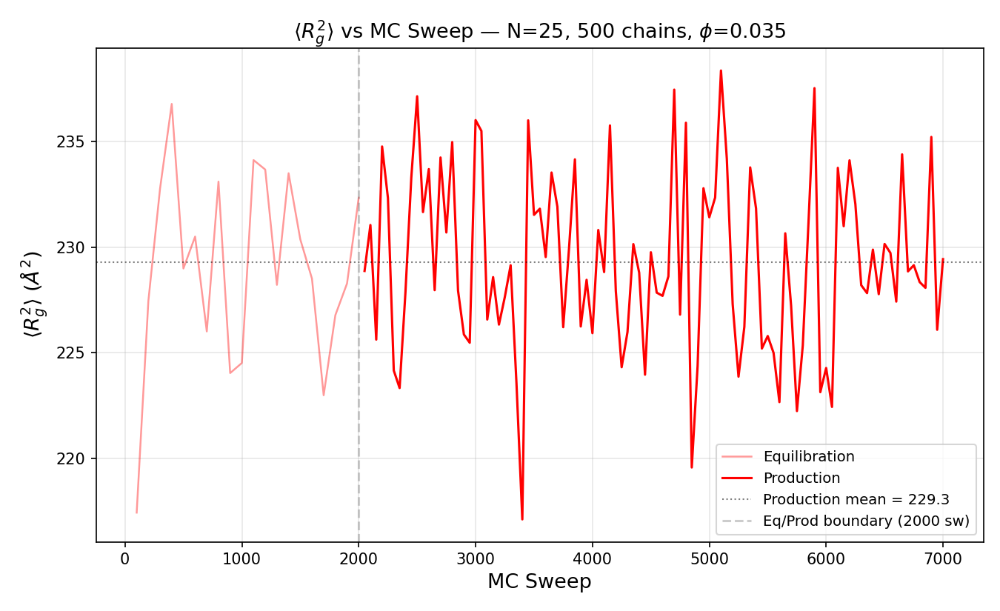 ⟨R_g^2⟩ vs MC Sweep — N=25, 500 chains, ϕ=0.035
⟨R_g^2⟩ (Å^2)
235
230
225
220
Equilibration
Production
Production mean = 229.3
Eq/Prod boundary (2000 sw)
0 1000 2000 3000 4000 5000 6000 7000
MC Sweep